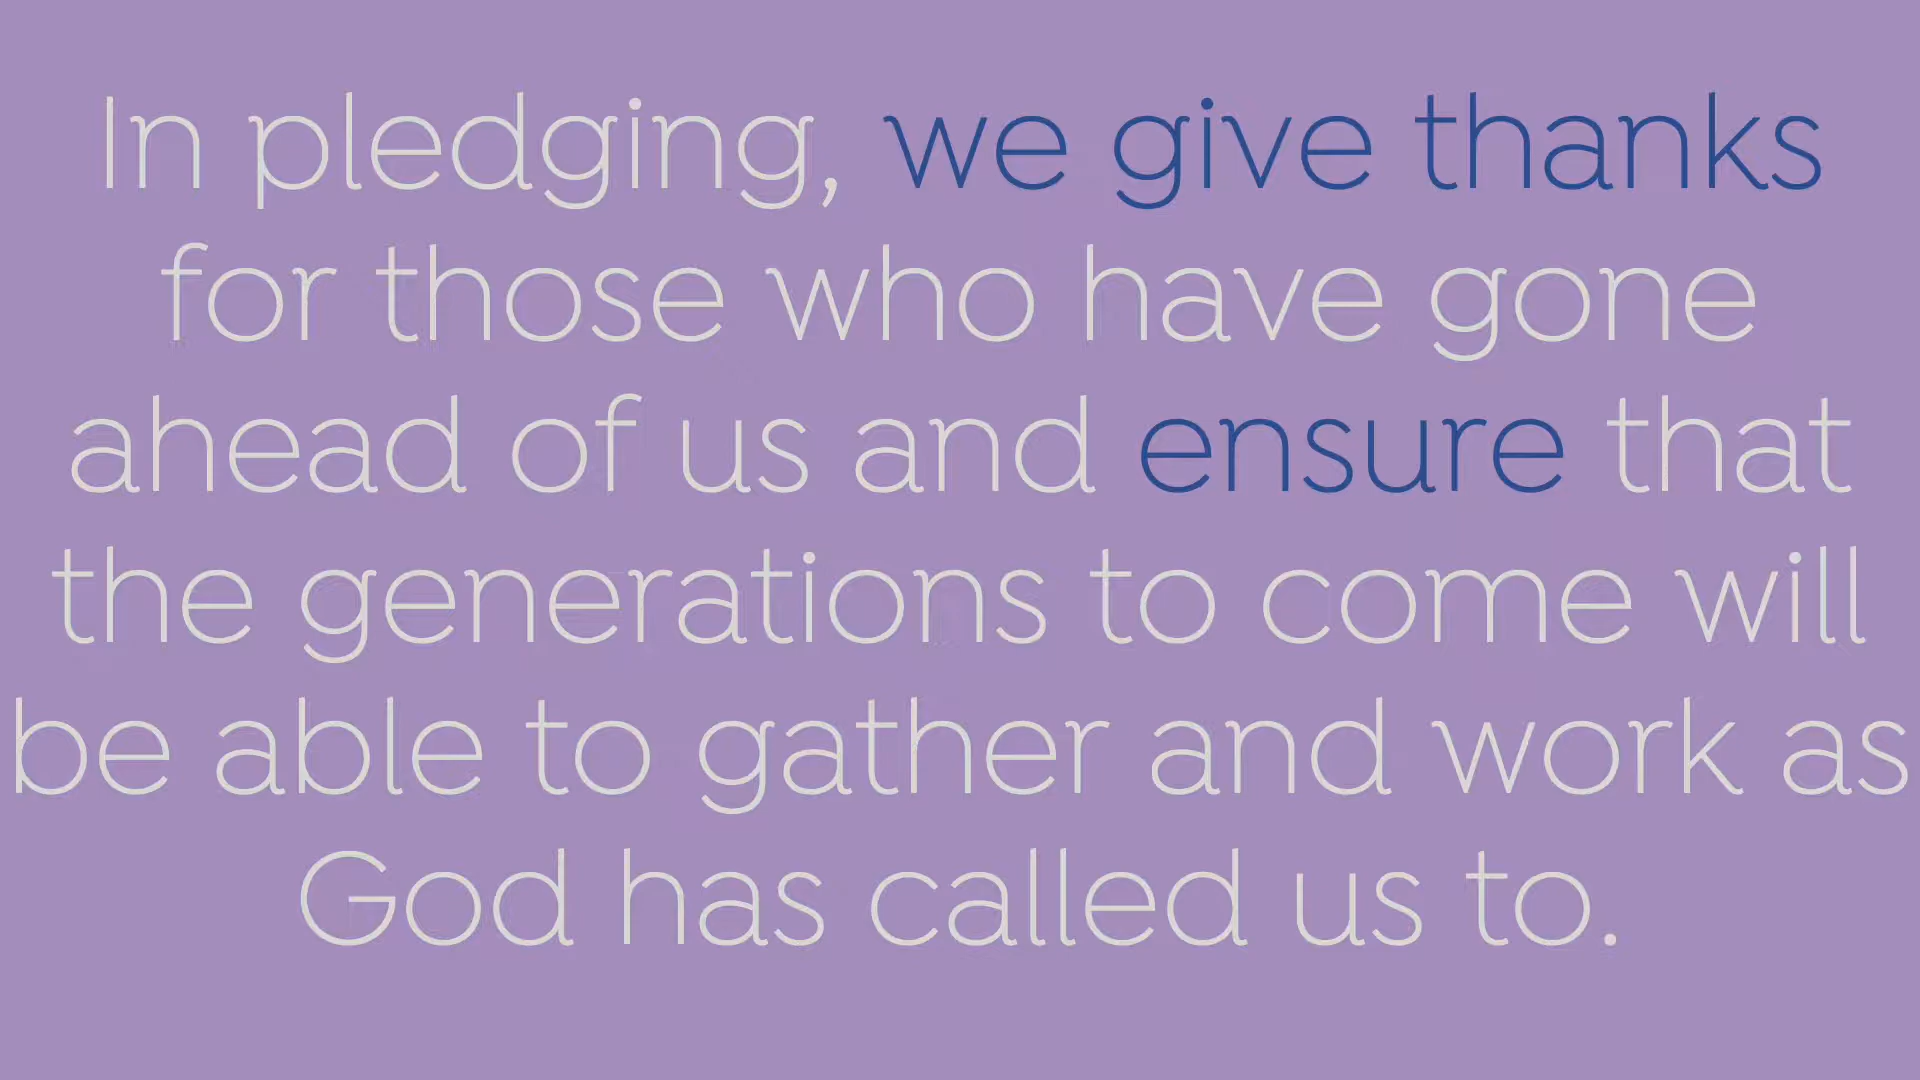 In pledging, we give thanks
for those who have gone
ahead of us and ensure that
the generations to come will
be able to gather and work as
God has called us to.